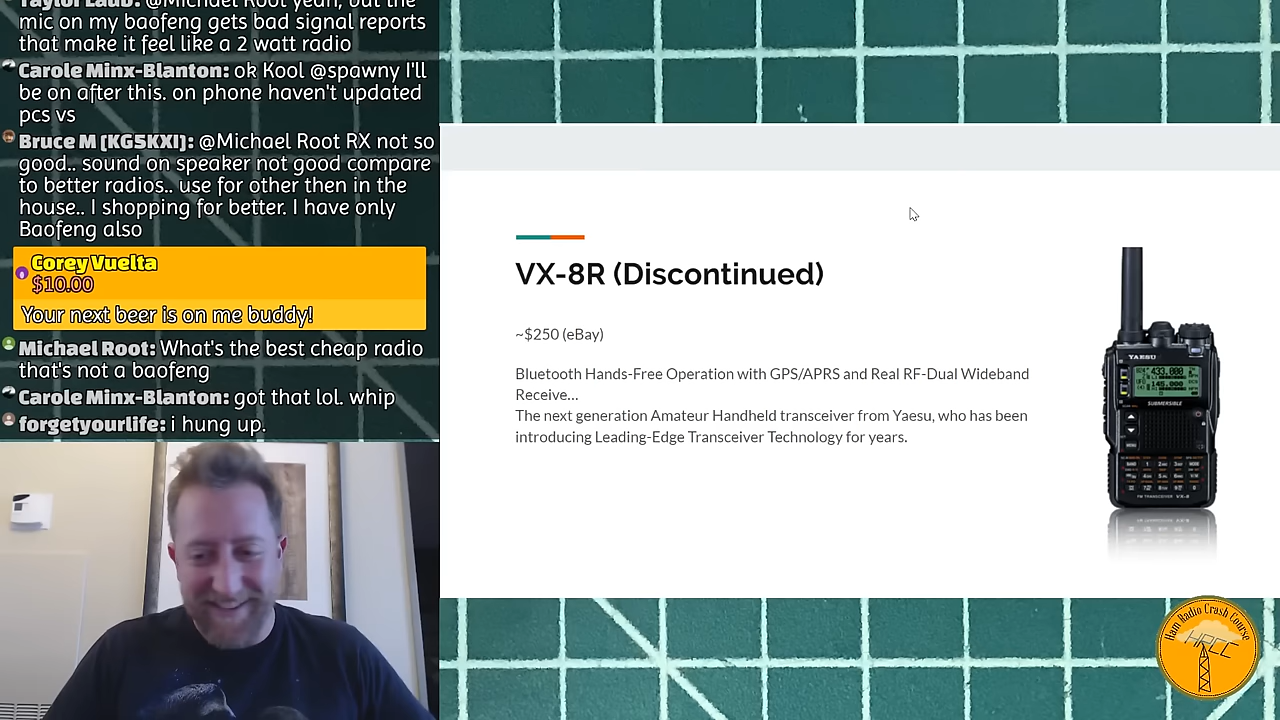 Taylor Laub: @Michael Root yeah, but the
mic on my baofeng gets bad signal reports
that make it feel like a 2 watt radio
Carole Minx-Blanton: ok Kool @spawny I'll
be on after this. on phone haven't updated
pcs vs
Bruce M (KG5KXI): @Michael Root RX not so
good.. sound on speaker not good compare
to better radios.. use for other then in the
house.. I shopping for better. I have only
Baofeng also
Corey Vuelta
$10.00
Your next beer is on me buddy!
Michael Root: What's the best cheap radio
that's not a baofeng
Carole Minx-Blanton: got that lol. whip
forgetyourlife: i hung up.
VX-8R (Discontinued)
~$250 (eBay)
Bluetooth Hands-Free Operation with GPS/APRS and Real RF-Dual Wideband
Receive...
The next generation Amateur Handheld transceiver from Yaesu, who has been
introducing Leading-Edge Transceiver Technology for years.
YAESU
433.000
145.000
SUBMERSIBLE
FM TRANSCEIVER VX-8
Ham Radio Crash Course
HRCC